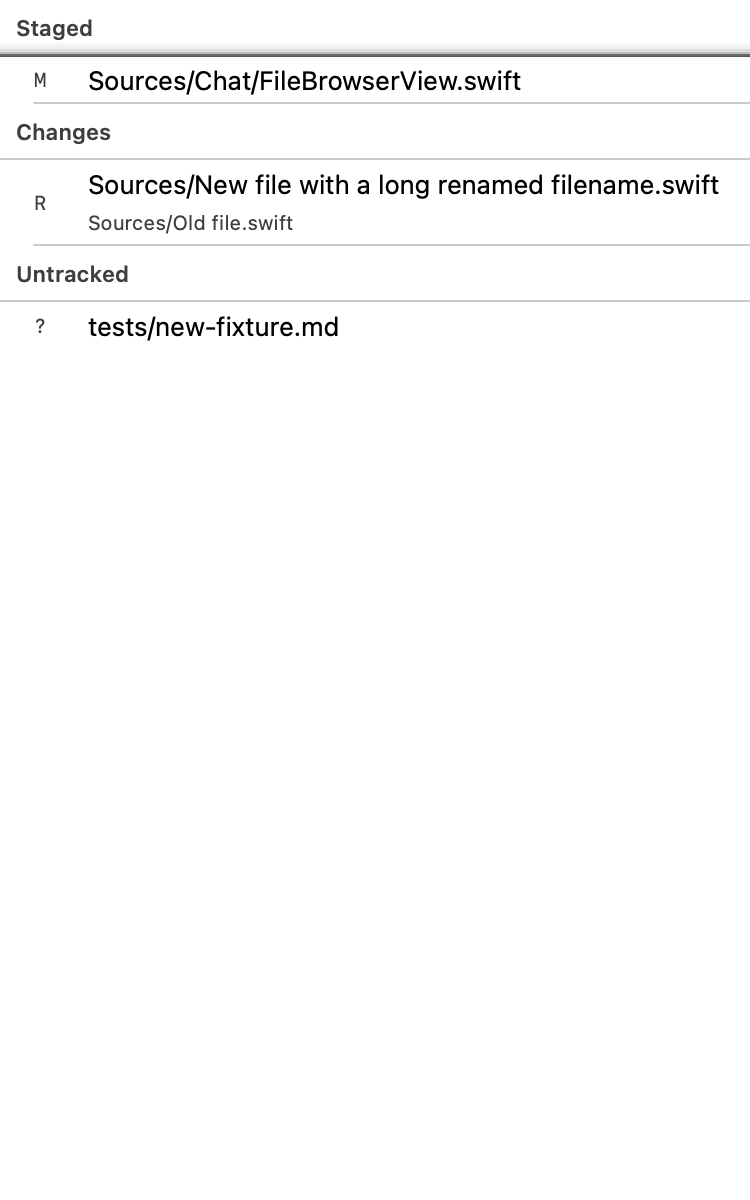 Staged
M Sources/Chat/FileBrowserView.swift
Changes
R Sources/New file with a long renamed filename.swift
Sources/Old file.swift
Untracked
? tests/new-fixture.md